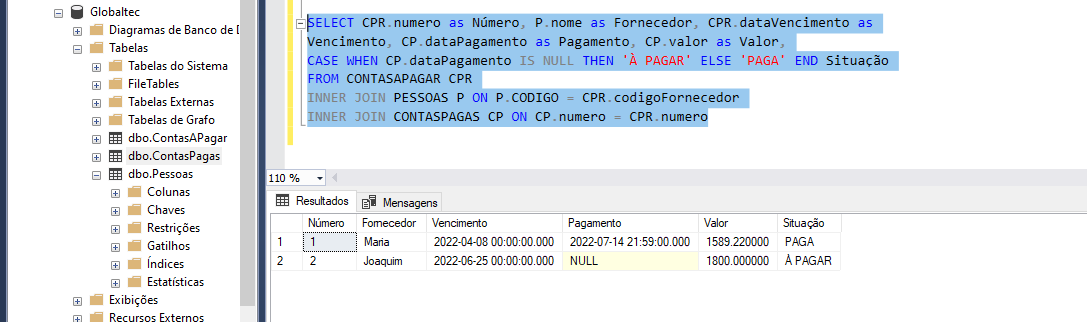 Globaltec
Diagramas de Banco de D
Tabelas
Tabelas do Sistema
FileTables
Tabelas Externas
Tabelas de Grafo
dbo.ContasAPagar
dbo.ContasPagas
dbo.Pessoas
Colunas
Chaves
Restrições
Gatilhos
Índices
Estatísticas
Exibições
Recursos Externos
SELECT CPR.numero as Número, P.nome as Fornecedor, CPR.dataVencimento as
Vencimento, CP.dataPagamento as Pagamento, CP.valor as Valor,
CASE WHEN CP.dataPagamento IS NULL THEN 'À PAGAR' ELSE 'PAGA' END Situação
FROM CONTASAPAGAR CPR
INNER JOIN PESSOAS P ON P.CODIGO = CPR.codigoFornecedor
INNER JOIN CONTASPAGAS CP ON CP.numero = CPR.numero
110 %
Resultados Mensagens
Número Fornecedor Vencimento Pagamento Valor Situação
1 1 Maria 2022-04-08 00:00:00.000 2022-07-14 21:59:00.000 1589.220000 PAGA
2 2 Joaquim 2022-06-25 00:00:00.000 NULL 1800.000000 À PAGAR